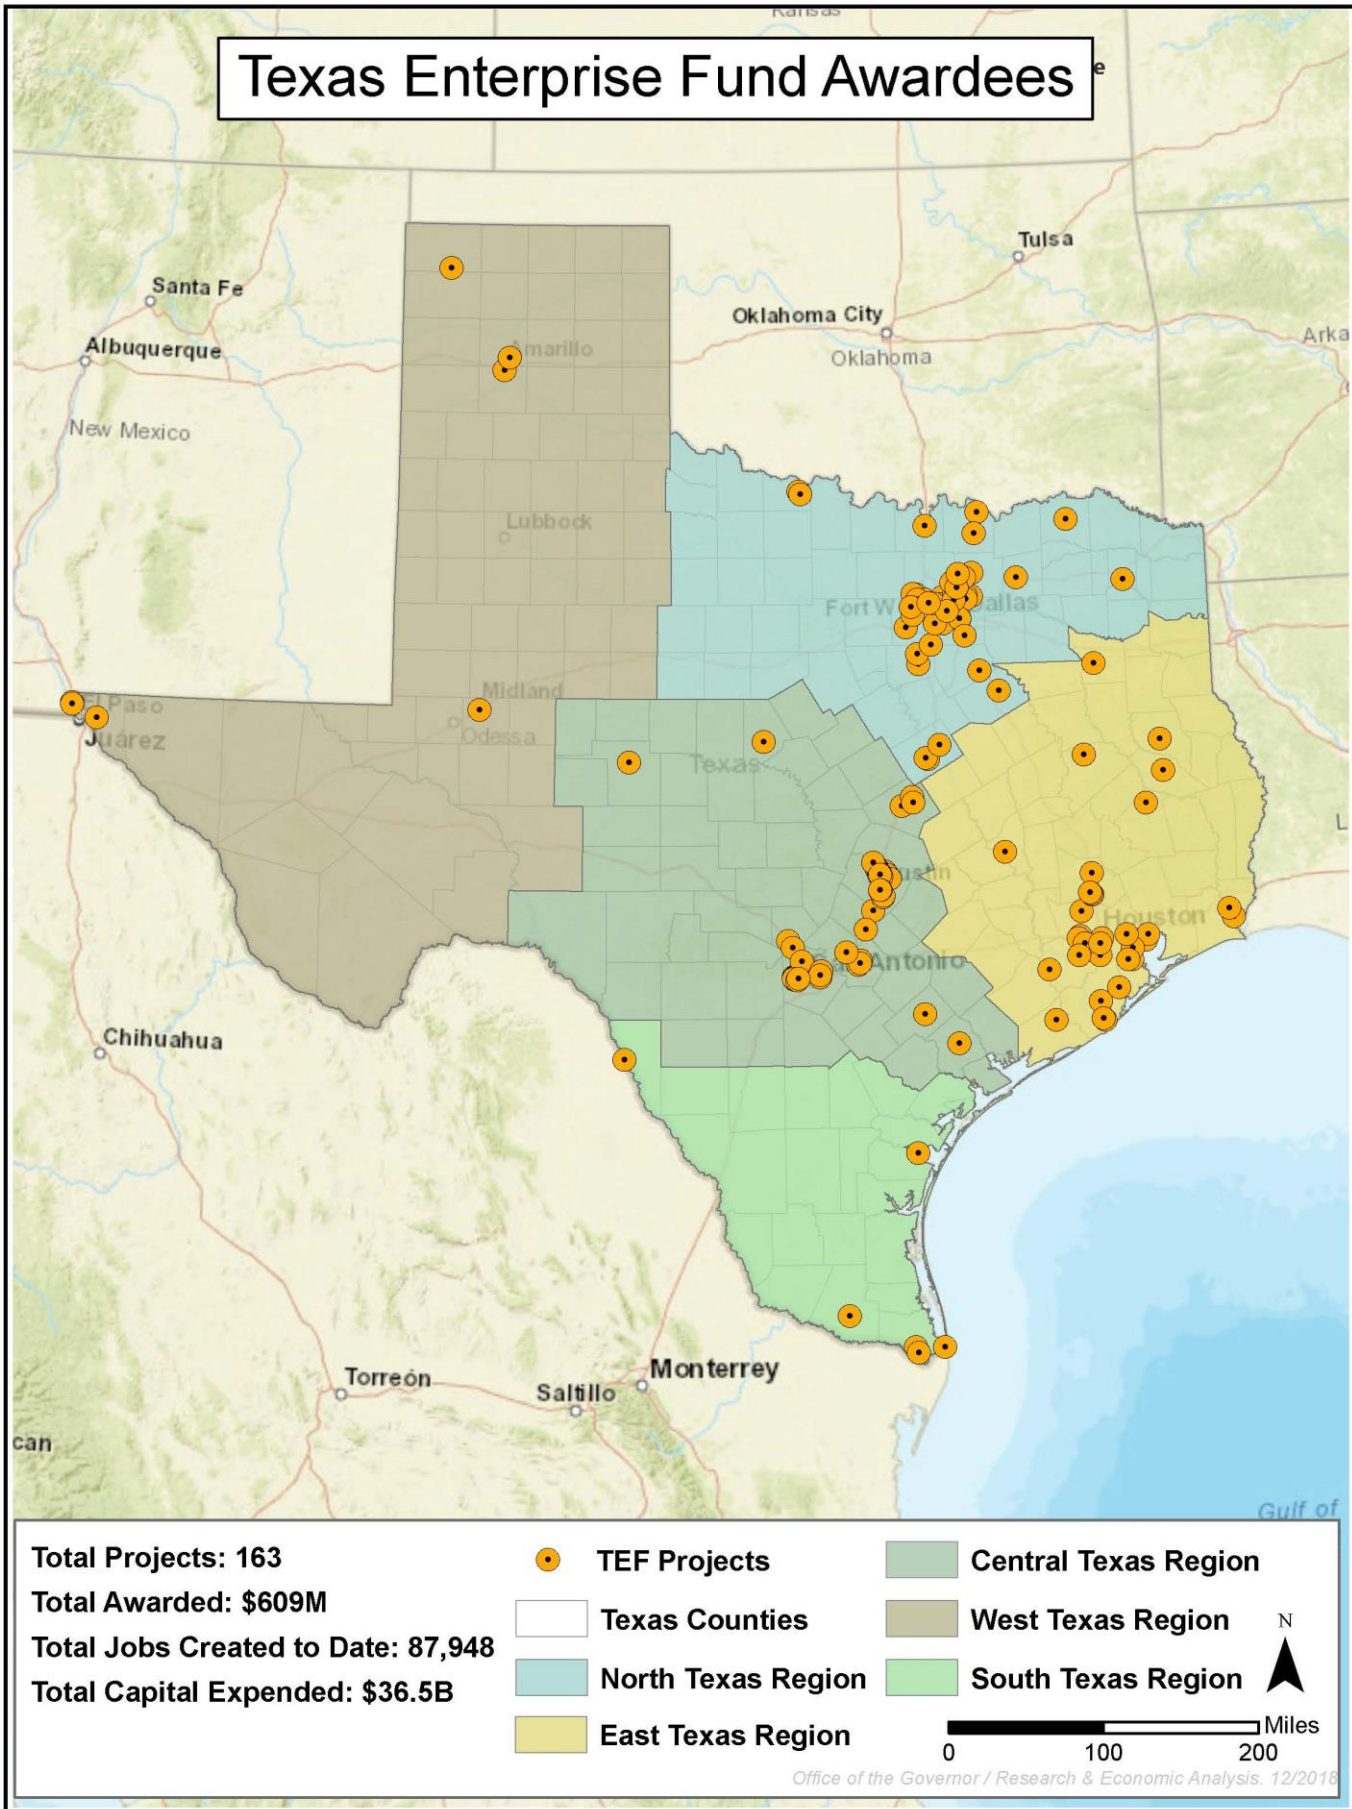 Kansas
Texas Enterprise Fund Awardees
e
Tulsa
Santa Fe
Oklahoma City
Arka
Albuquerque
Amarillo
Oklahoma
New Mexico
Lubbock
Fort W
Dallas
Midland
El Paso
Odessa
Juárez
Texas
ustin
Houston
San Antonio
L
Chihuahua
Monterrey
Torreón
Saltillo
can
Gulf of
Total Projects: 163
Total Awarded: $609M
Total Jobs Created to Date: 87,948
Total Capital Expended: $36.5B
TEF Projects
Texas Counties
North Texas Region
East Texas Region
Central Texas Region
West Texas Region
South Texas Region
N
Miles
0 100 200
Office of the Governor / Research & Economic Analysis. 12/2018